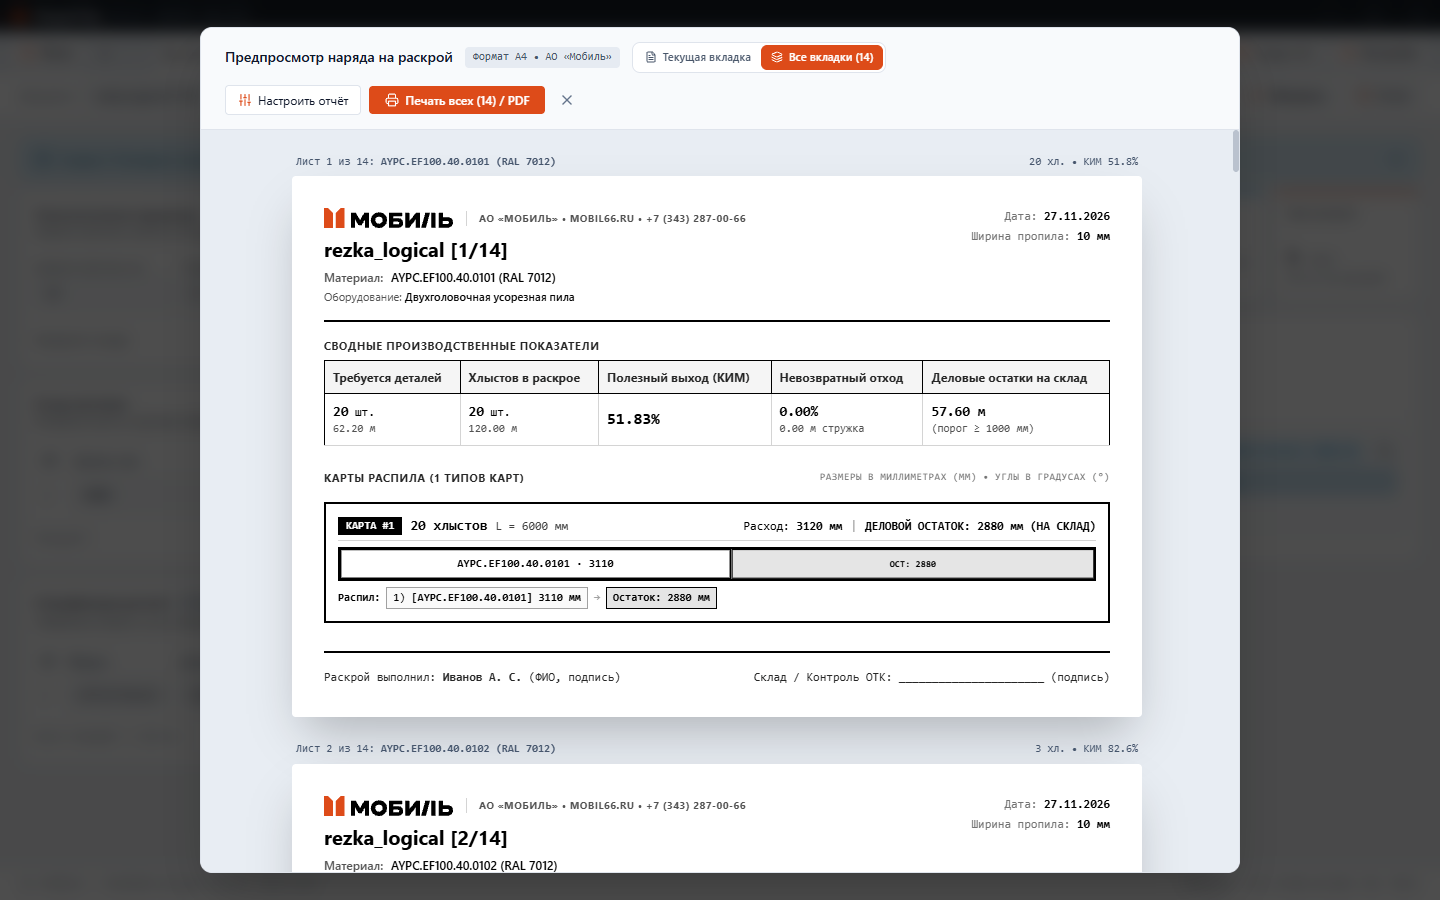 Предпросмотр наряда на раскрой
Формат А4 • АО «Мобиль»
Текущая вкладка
Все вкладки (14)
Настроить отчёт
Печать всех (14) / PDF
Лист 1 из 14: AYPC.EF100.40.0101 (RAL 7012)
20 хл. • КИМ 51.8%
МОБИЛЬ
АО «МОБИЛЬ» • MOBIL66.RU • +7 (343) 287-00-66
Дата: 27.11.2026
Ширина пропила: 10 мм
rezka_logical [1/14]
Материал: AYPC.EF100.40.0101 (RAL 7012)
Оборудование: Двухголовочная усорезная пила
СВОДНЫЕ ПРОИЗВОДСТВЕННЫЕ ПОКАЗАТЕЛИ
Требуется деталей Хлыстов в раскрое Полезный выход (КИМ) Невозвратный отход Деловые остатки на склад
20 шт. 20 шт. 51.83% 0.00% 57.60 м
62.20 м 120.00 м 0.00 м стружка (порог ≥ 1000 мм)
КАРТЫ РАСПИЛА (1 ТИПОВ КАРТ)
РАЗМЕРЫ В МИЛЛИМЕТРАХ (ММ) • УГЛЫ В ГРАДУСАХ (°)
КАРТА #1 20 хлыстов L = 6000 мм
Расход: 3120 мм | ДЕЛОВОЙ ОСТАТОК: 2880 мм (НА СКЛАД)
AYPC.EF100.40.0101 · 3110
ОСТ: 2880
Распил: 1) [AYPC.EF100.40.0101] 3110 мм → Остаток: 2880 мм
Раскрой выполнил: Иванов А. С. (ФИО, подпись)
Склад / Контроль ОТК: ______________________ (подпись)
Лист 2 из 14: AYPC.EF100.40.0102 (RAL 7012)
3 хл. • КИМ 82.6%
МОБИЛЬ
АО «МОБИЛЬ» • MOBIL66.RU • +7 (343) 287-00-66
Дата: 27.11.2026
Ширина пропила: 10 мм
rezka_logical [2/14]
Материал: AYPC.EF100.40.0102 (RAL 7012)